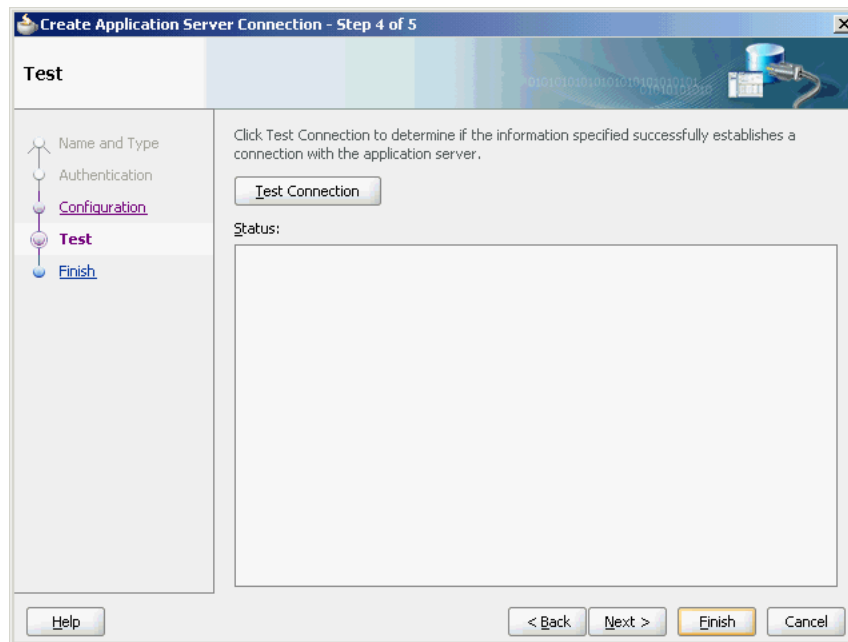 Create Application Server Connection - Step 4 of 5
Test
Name and Type
Authentication
Configuration
Test
Finish
Click Test Connection to determine if the information specified successfully establishes a
connection with the application server.
Test Connection
Status:
Help
< Back
Next >
Finish
Cancel